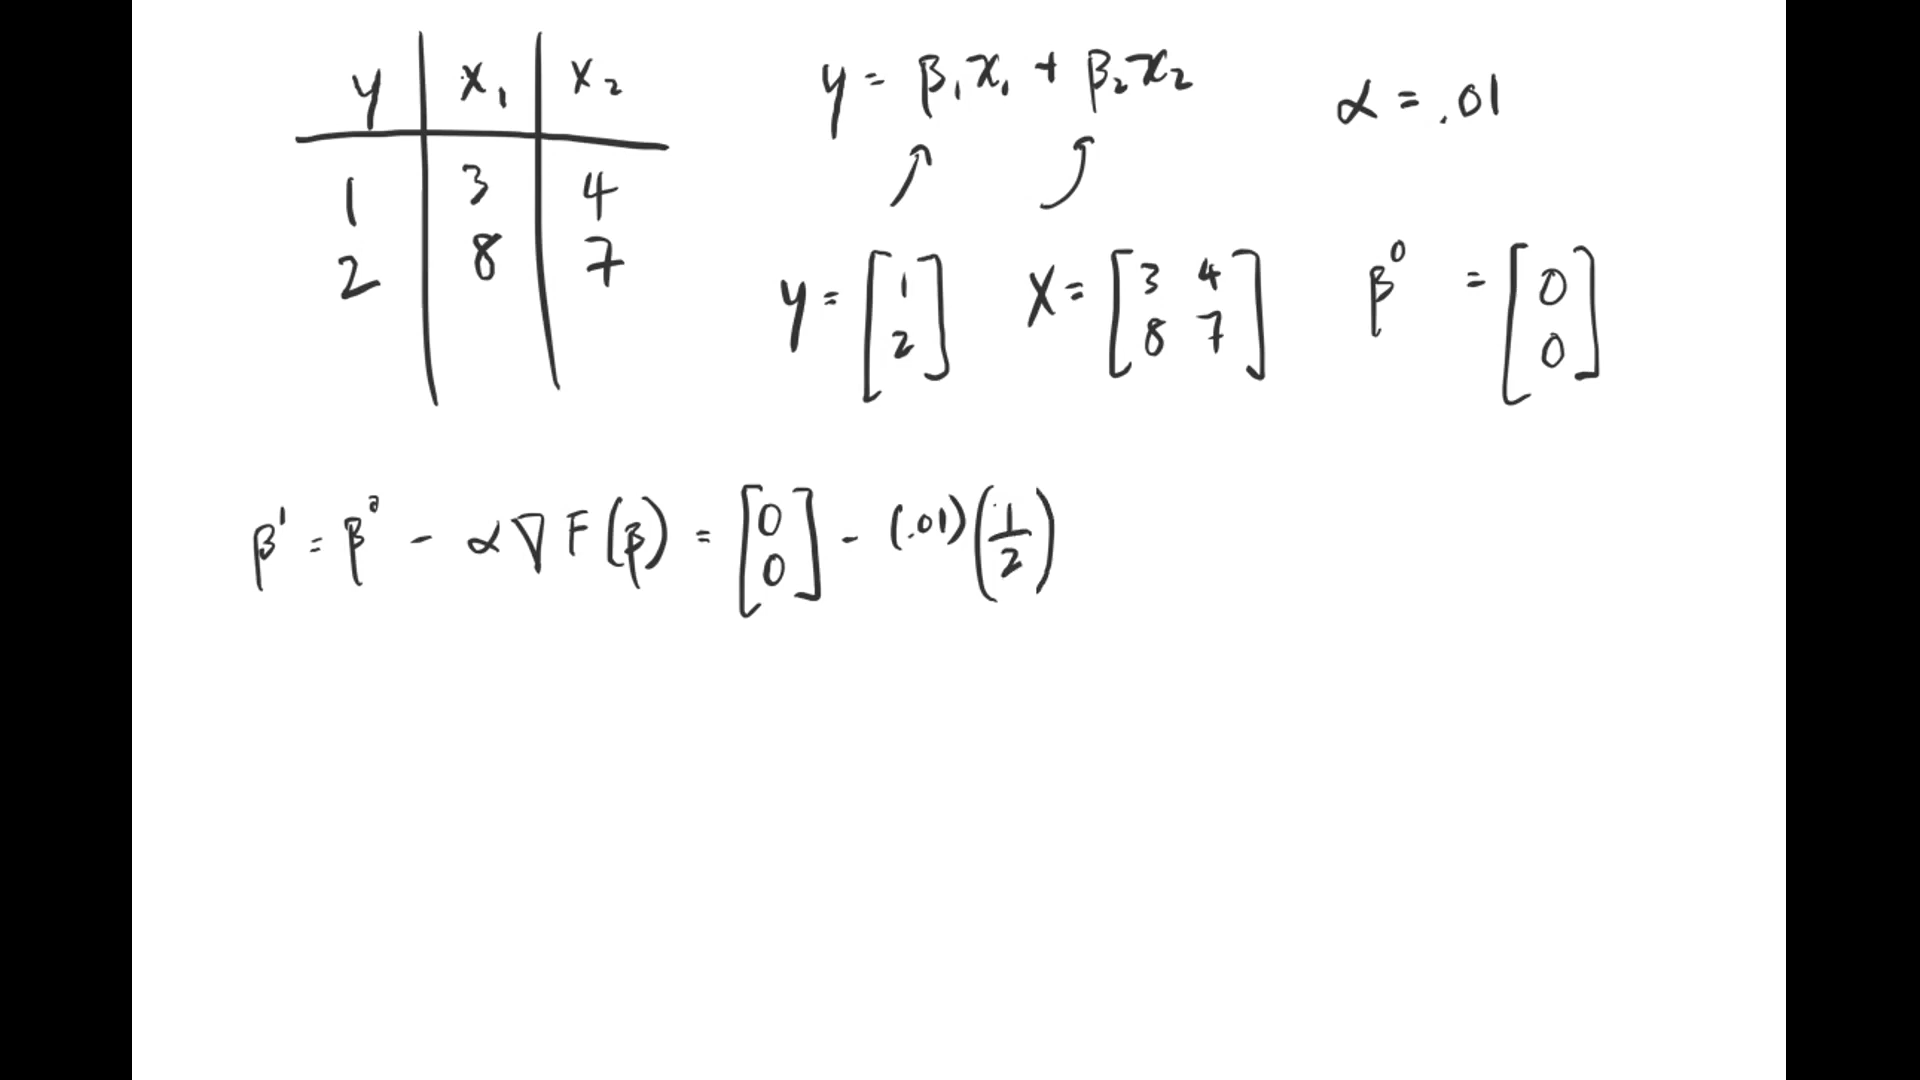 y x₁ x₂
1 3 4
2 8 7
y = β₁x₁ + β₂x₂
α = .01
y = [1 2] X = [3 4 8 7] β⁰ = [0 0]
β¹ = β⁰ - α∇F(β) = [0 0] - (.01)(1/2)